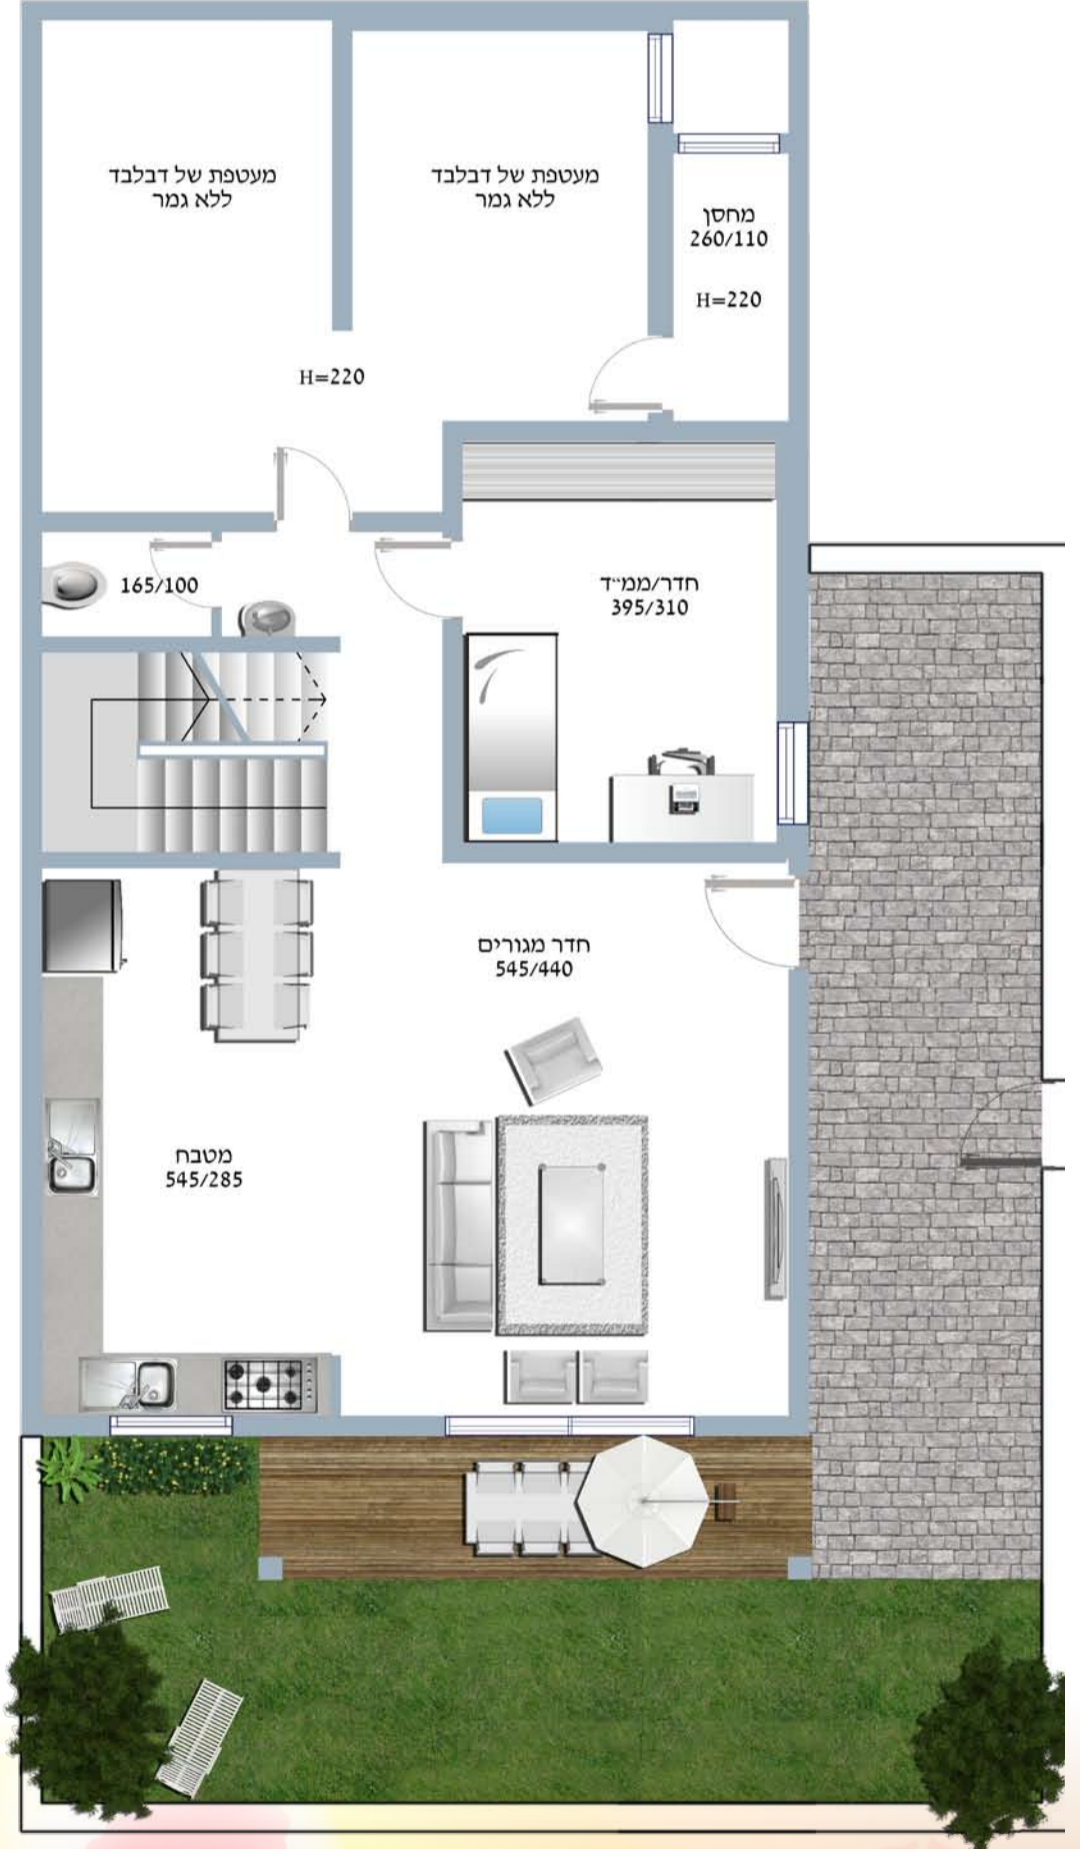 מעטפת של דבלבד
ללא גמר
מעטפת של דבלבד
ללא גמר
מחסן
260/110
H=220
H=220
165/100
חדר/ממ״ד
395/310
חדר מגורים
545/440
מטבח
545/285